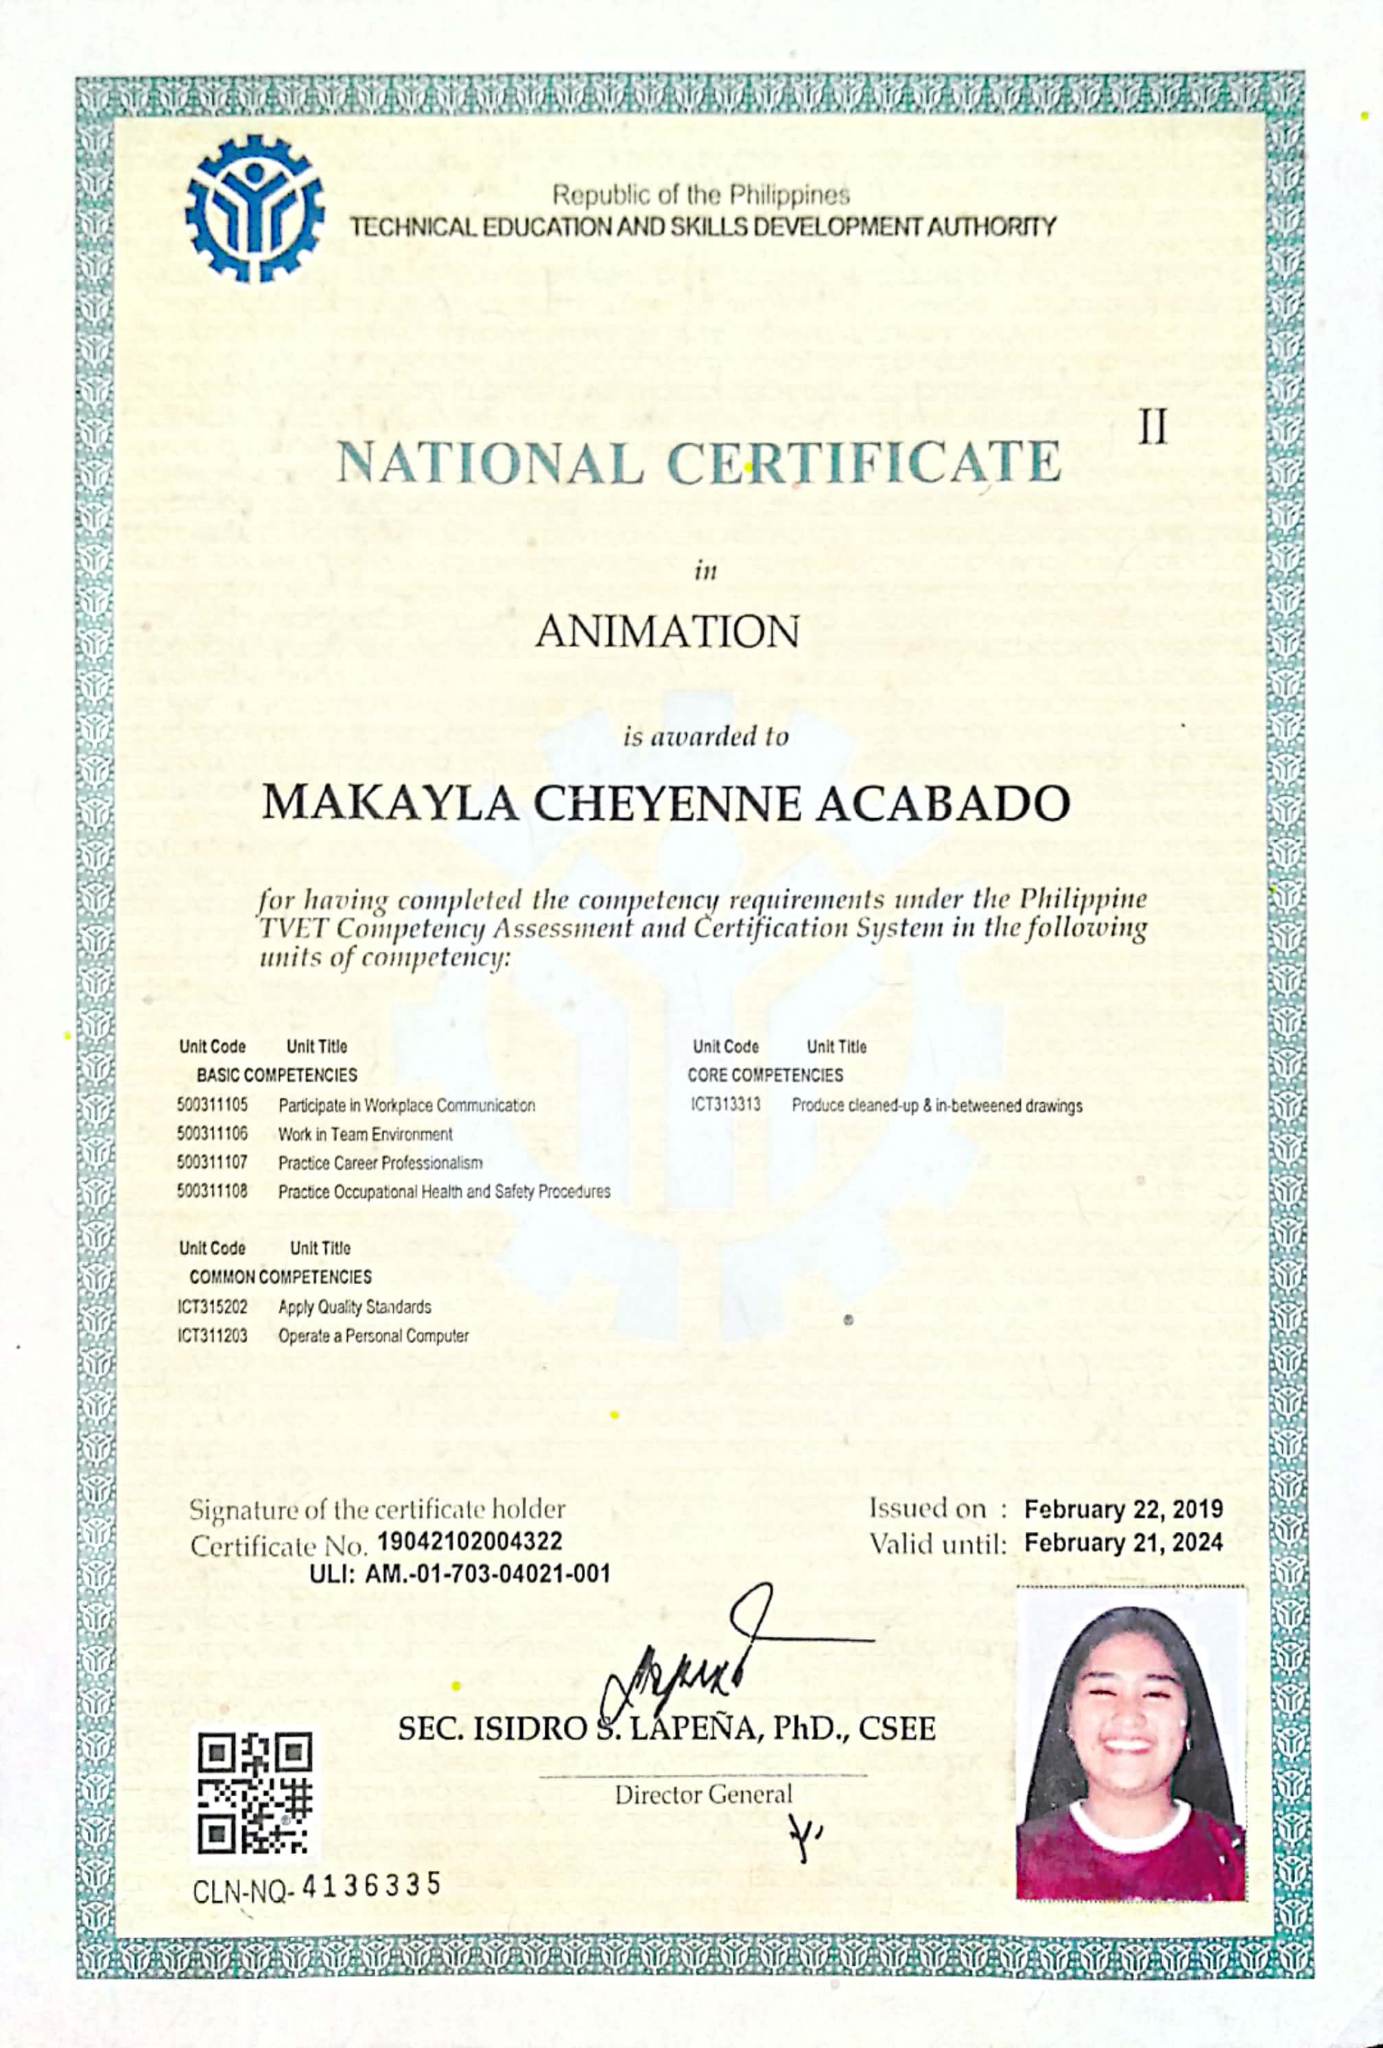 Republic of the Philippines
TECHNICAL EDUCATION AND SKILLS DEVELOPMENT AUTHORITY
II
NATIONAL CERTIFICATE
in
ANIMATION
is awarded to
MAKAYLA CHEYENNE ACABADO
for having completed the competency requirements under the Philippine
TVET Competency Assessment and Certification System in the following
units of competency:
Unit Code Unit Title
BASIC COMPETENCIES
500311105 Participate in Workplace Communication
500311106 Work in Team Environment
500311107 Practice Career Professionalism
500311108 Practice Occupational Health and Safety Procedures
Unit Code Unit Title
COMMON COMPETENCIES
ICT315202 Apply Quality Standards
ICT311203 Operate a Personal Computer
Unit Code Unit Title
CORE COMPETENCIES
ICT313313 Produce cleaned-up & in-betweened drawings
Signature of the certificate holder
Certificate No. 19042102004322
ULI: AM.-01-703-04021-001
Issued on : February 22, 2019
Valid until: February 21, 2024
SEC. ISIDRO S. LAPEÑA, PhD., CSEE
Director General
CLN-NQ- 4136335